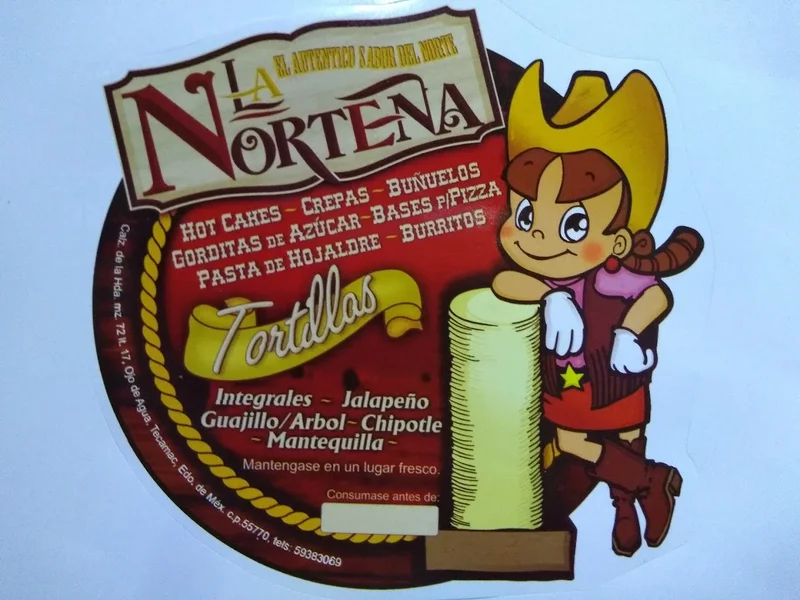 EL AUTENTICO SABOR DEL NORTE
LA
NORTEÑA
HOT CAKES ~ CREPAS ~ BUÑUELOS
GORDITAS DE AZÚCAR ~ BASES P/PIZZA
PASTA DE HOJALDRE ~ BURRITOS
Tortillas
Integrales ~ Jalapeño
Guajillo/Arbol ~ Chipotle
~ Mantequilla ~
Mantengase en un lugar fresco.
Consumase antes de:
Calz. de la Hda. mz. 72 lt. 17, Ojo de Agua, Tecamac, Edo. de Méx. c.p.55770, tels: 59383069